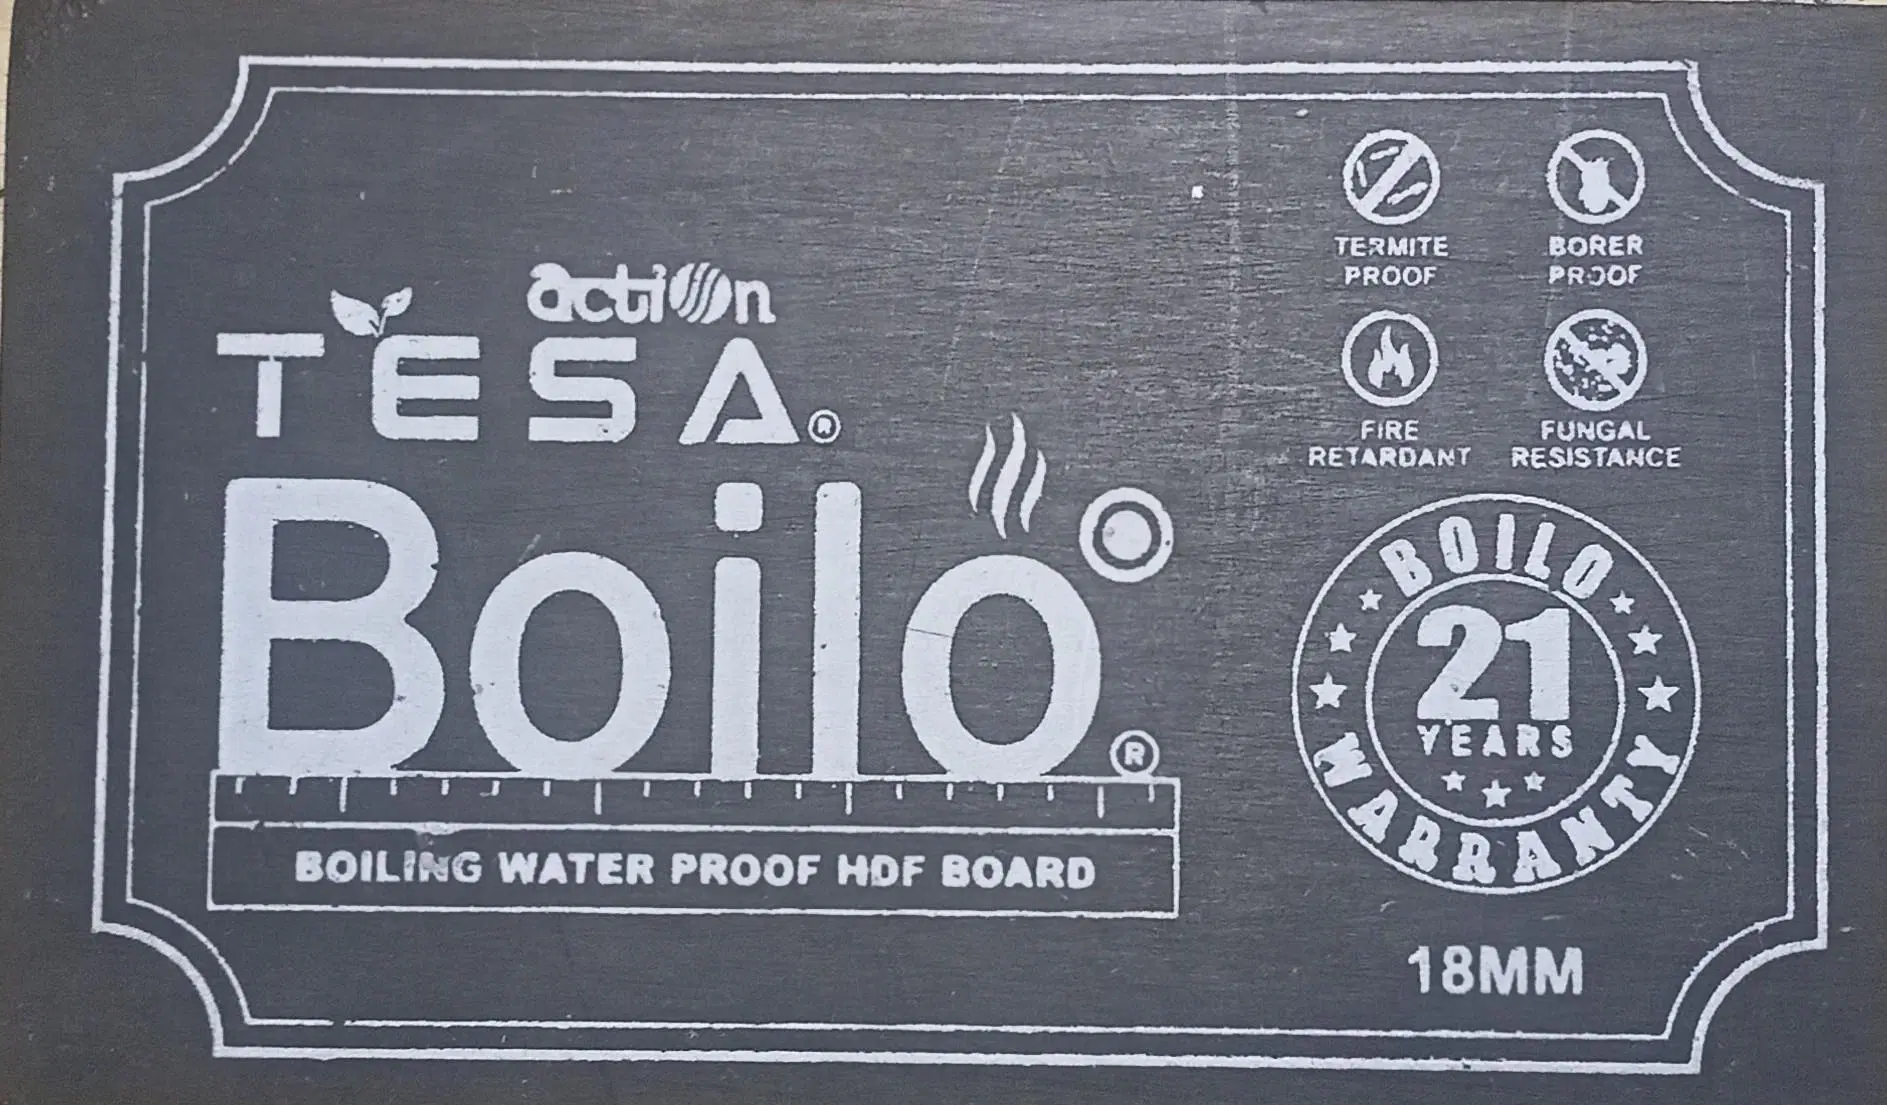 action
TESA®
Boilo®
BOILING WATER PROOF HDF BOARD
TERMITE
PROOF
BORER
PROOF
FIRE
RETARDANT
FUNGAL
RESISTANCE
BOILO
21
YEARS
WARRANTY
18MM